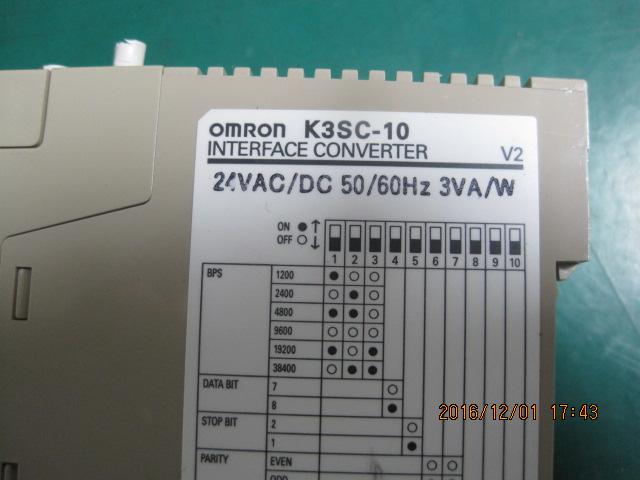 omron K3SC-10
INTERFACE CONVERTER V2
24VAC/DC 50/60Hz 3VA/W
ON ● ↑
OFF ○ ↓
1 2 3 4 5 6 7 8 9 10
BPS 1200 ● ○ ○
2400 ○ ● ○
4800 ● ● ○
9600 ○ ○ ○
19200 ● ○ ●
38400 ○ ● ●
DATA BIT 7 ○
8 ●
STOP BIT 2 ○
1 ●
PARITY EVEN ○ ○
2016/12/01 17:43